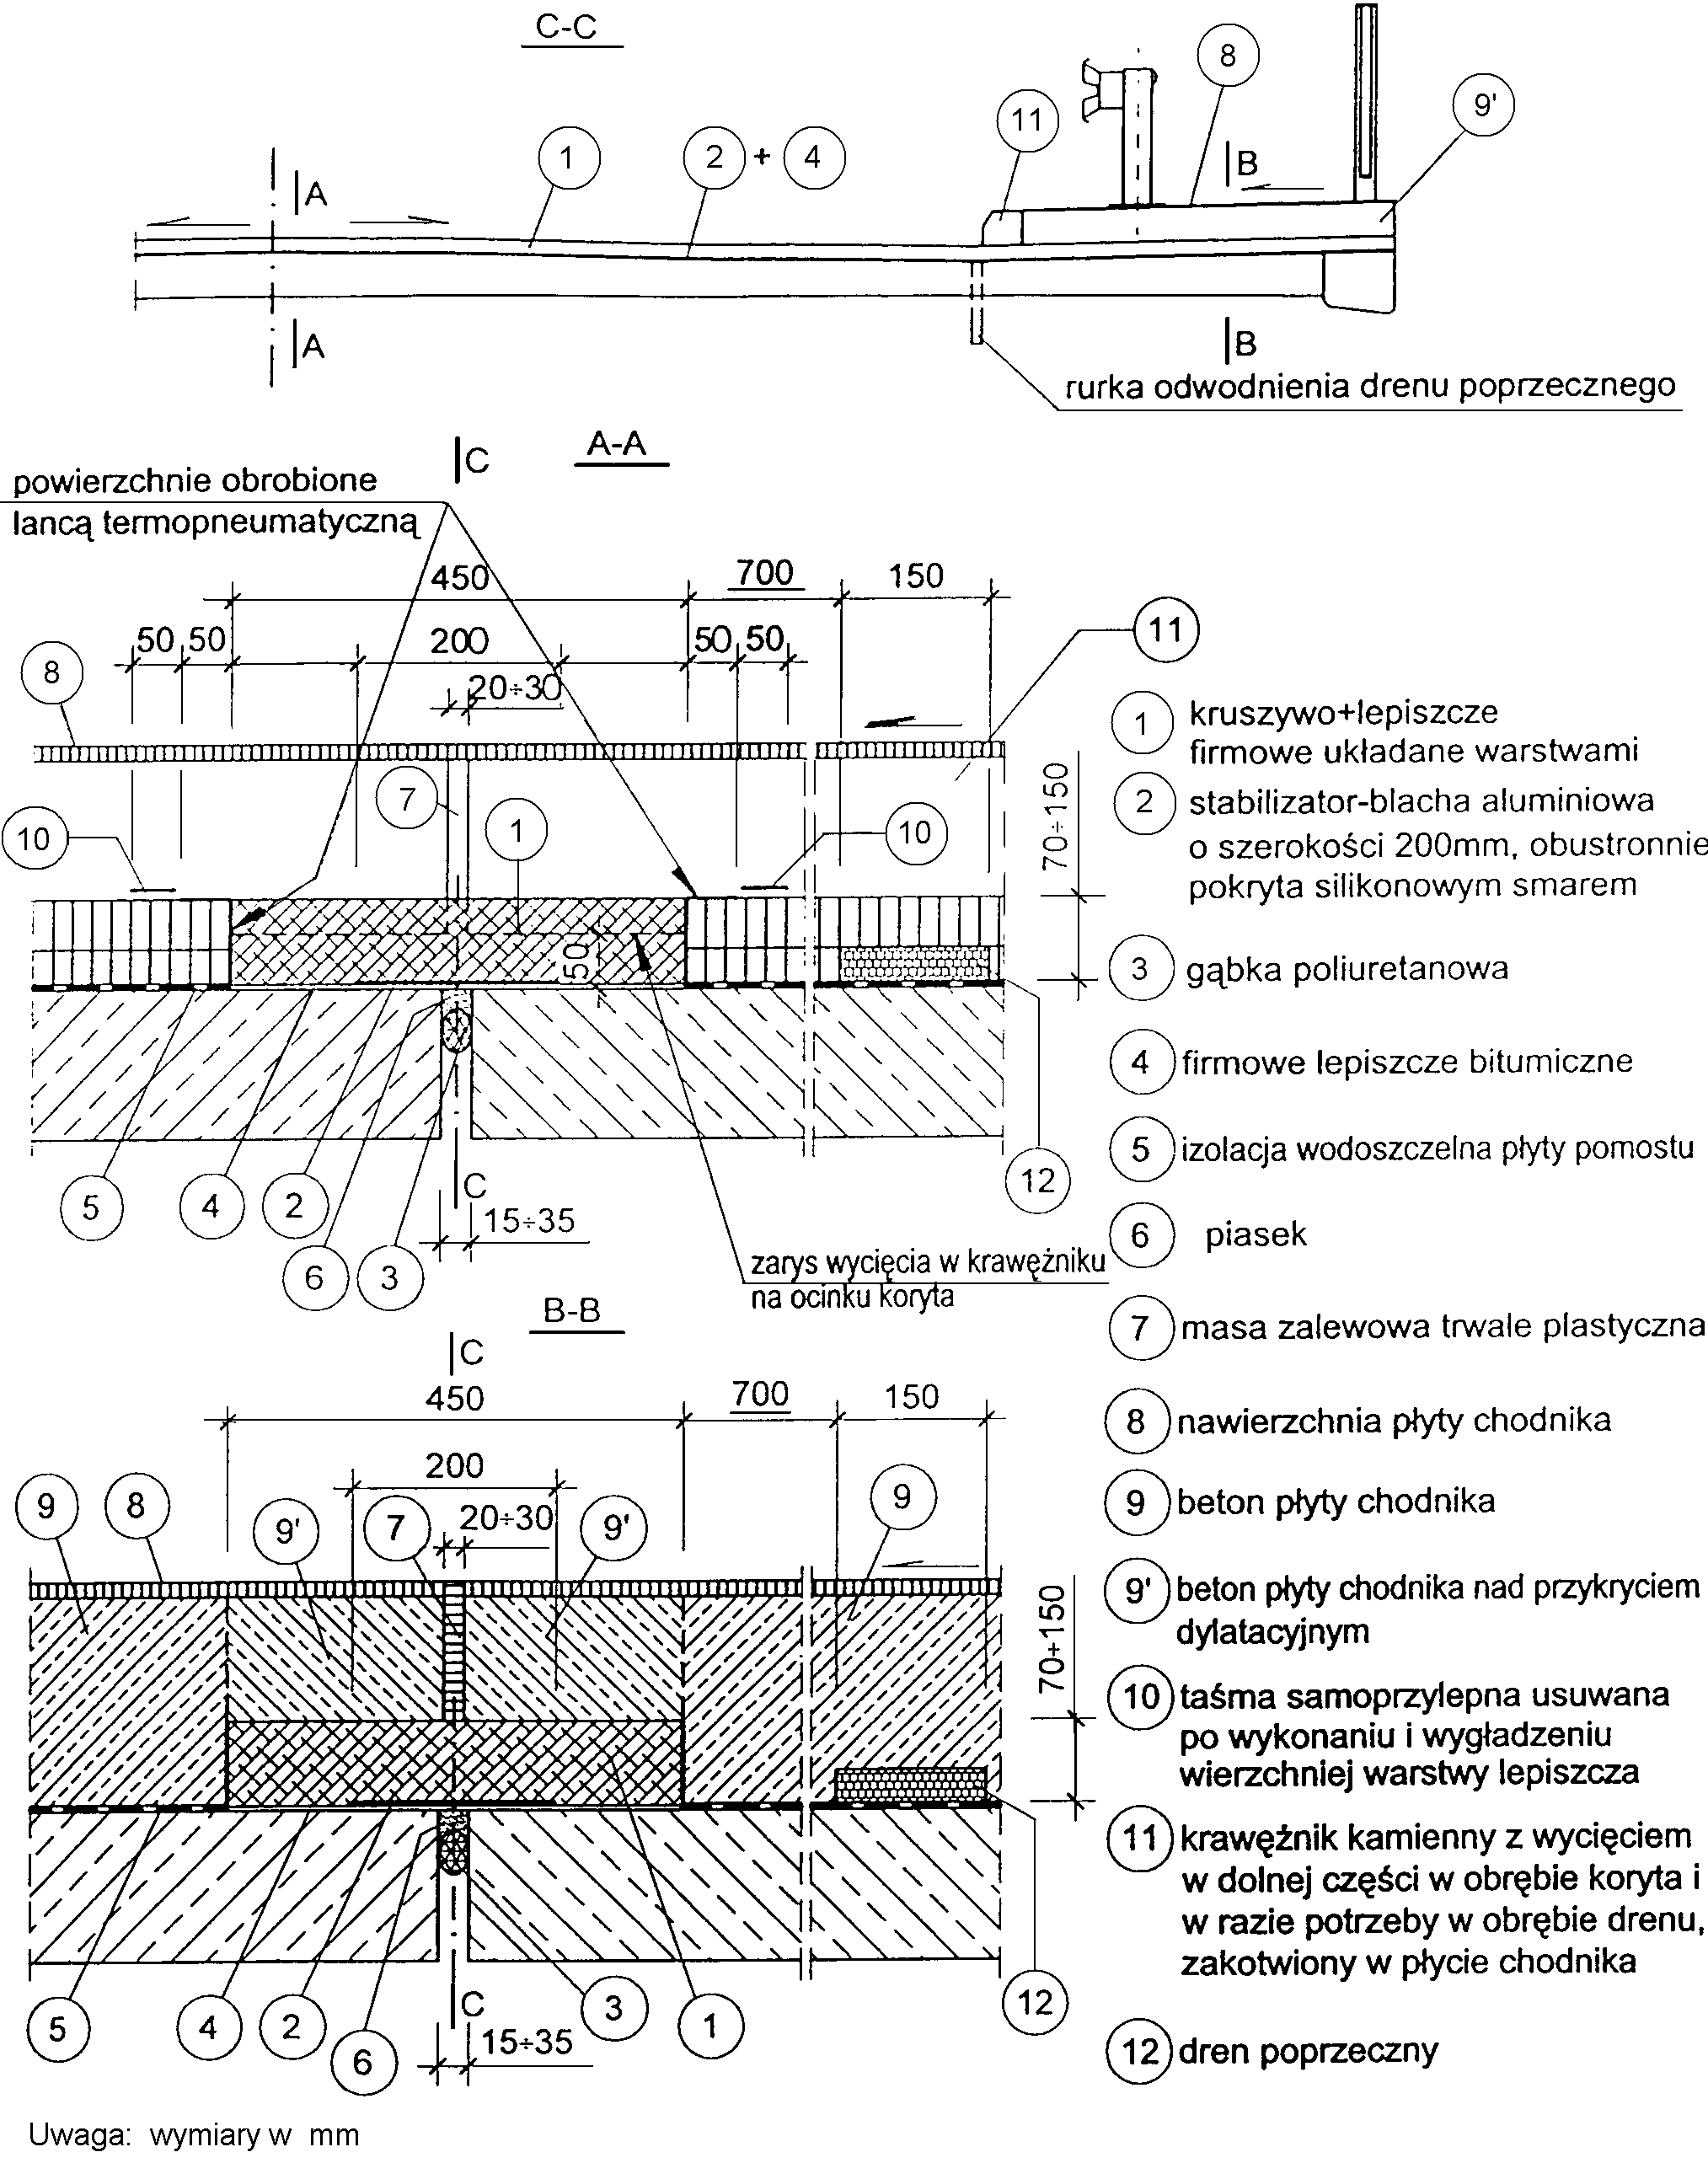 C-C
8
11
9'
1
2 + 4
B
A
A
B
rurka odwodnienia drenu poprzecznego
C
A-A
powierzchnie obrobione
lancą termopneumatyczną
450
700
150
50 50
200
50 50
11
8
20÷30
7
1
10
10
70÷150
50
5
4
2
C
12
15÷35
6
3
zarys wycięcia w krawężniku
na ocinku koryta
1 kruszywo+lepiszcze
firmowe układane warstwami
2 stabilizator-blacha aluminiowa
o szerokości 200mm, obustronnie
pokryta silikonowym smarem
3 gąbka poliuretanowa
4 firmowe lepiszcze bitumiczne
5 izolacja wodoszczelna płyty pomostu
6 piasek
7 masa zalewowa trwale plastyczna
8 nawierzchnia płyty chodnika
9 beton płyty chodnika
9' beton płyty chodnika nad przykryciem
dylatacyjnym
10 taśma samoprzylepna usuwana
po wykonaniu i wygładzeniu
wierzchniej warstwy lepiszcza
11 krawężnik kamienny z wycięciem
w dolnej części w obrębie koryta i
w razie potrzeby w obrębie drenu,
zakotwiony w płycie chodnika
12 dren poprzeczny
B-B
C
450
700
150
200
9
8
9'
7
20÷30
9'
9
70+150
5
4
2
6
C
15÷35
3
1
12
Uwaga: wymiary w mm